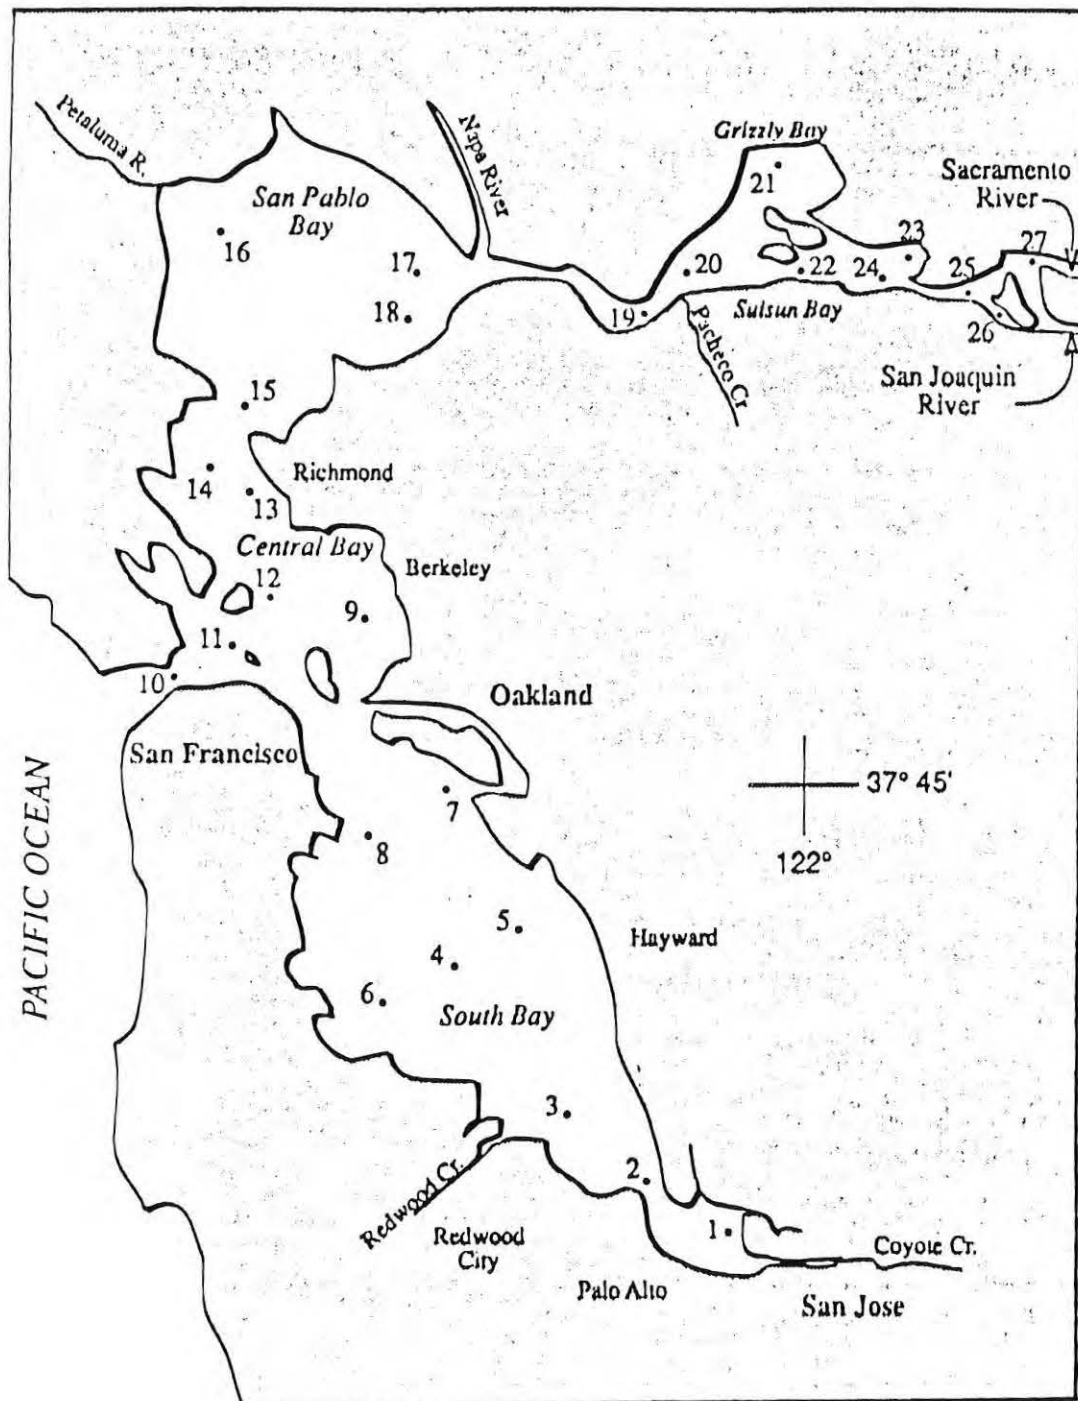 Petaluma R.
Napa River
Grizzly Bay
Sacramento
River
San Pablo
Bay
21
16
17
18
19
20
22
23
24
25
26
27
Suisun Bay
Pacheco Cr
San Joaquin
River
15
14
13
Richmond
Central Bay
12
Berkeley
9
11
10
Oakland
San Francisco
PACIFIC OCEAN
7
8
37° 45'
122°
5
4
6
Hayward
South Bay
3
2
1
Redwood Cr.
Redwood
City
Palo Alto
Coyote Cr.
San Jose